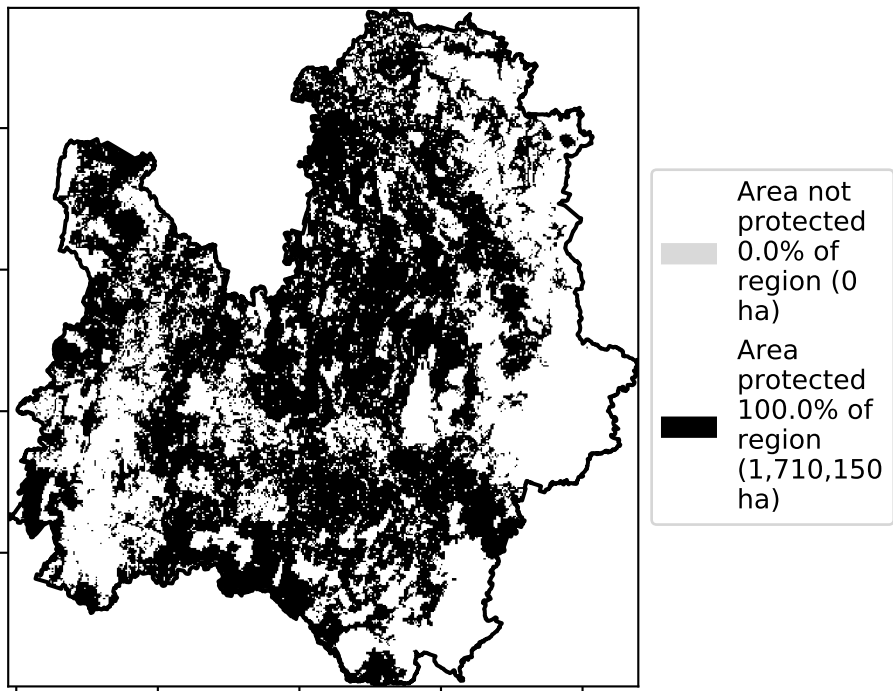 Area not
protected
0.0% of
region (0
ha)
Area
protected
100.0% of
region
(1,710,150
ha)